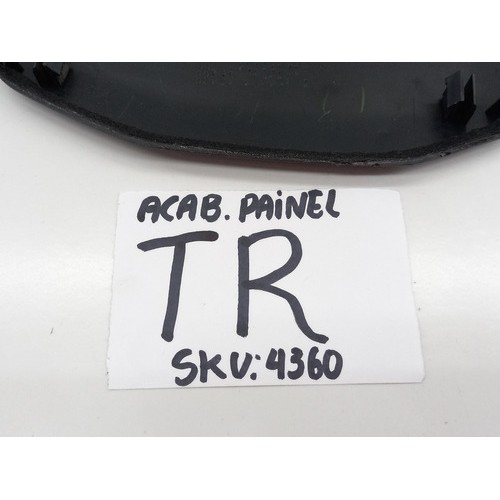 ACAB. PAINEL
TR
SKU: 4360